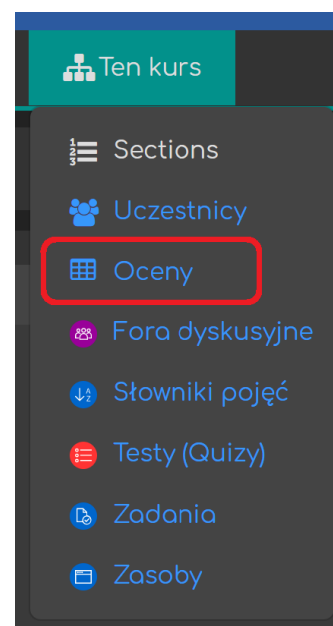 Ten kurs
Sections
Uczestnicy
Oceny
Fora dyskusyjne
Słowniki pojęć
Testy (Quizy)
Zadania
Zasoby